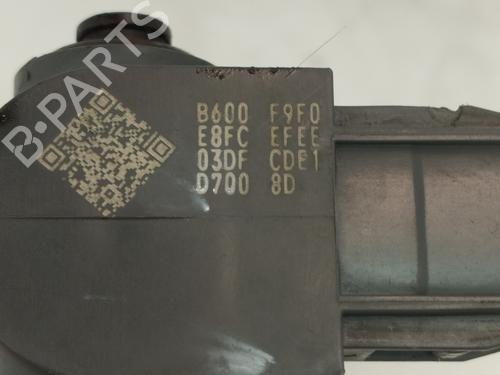 B600 F9F0
E8FC EFEE
03DF CDE1
D700 8D
B-PARTS